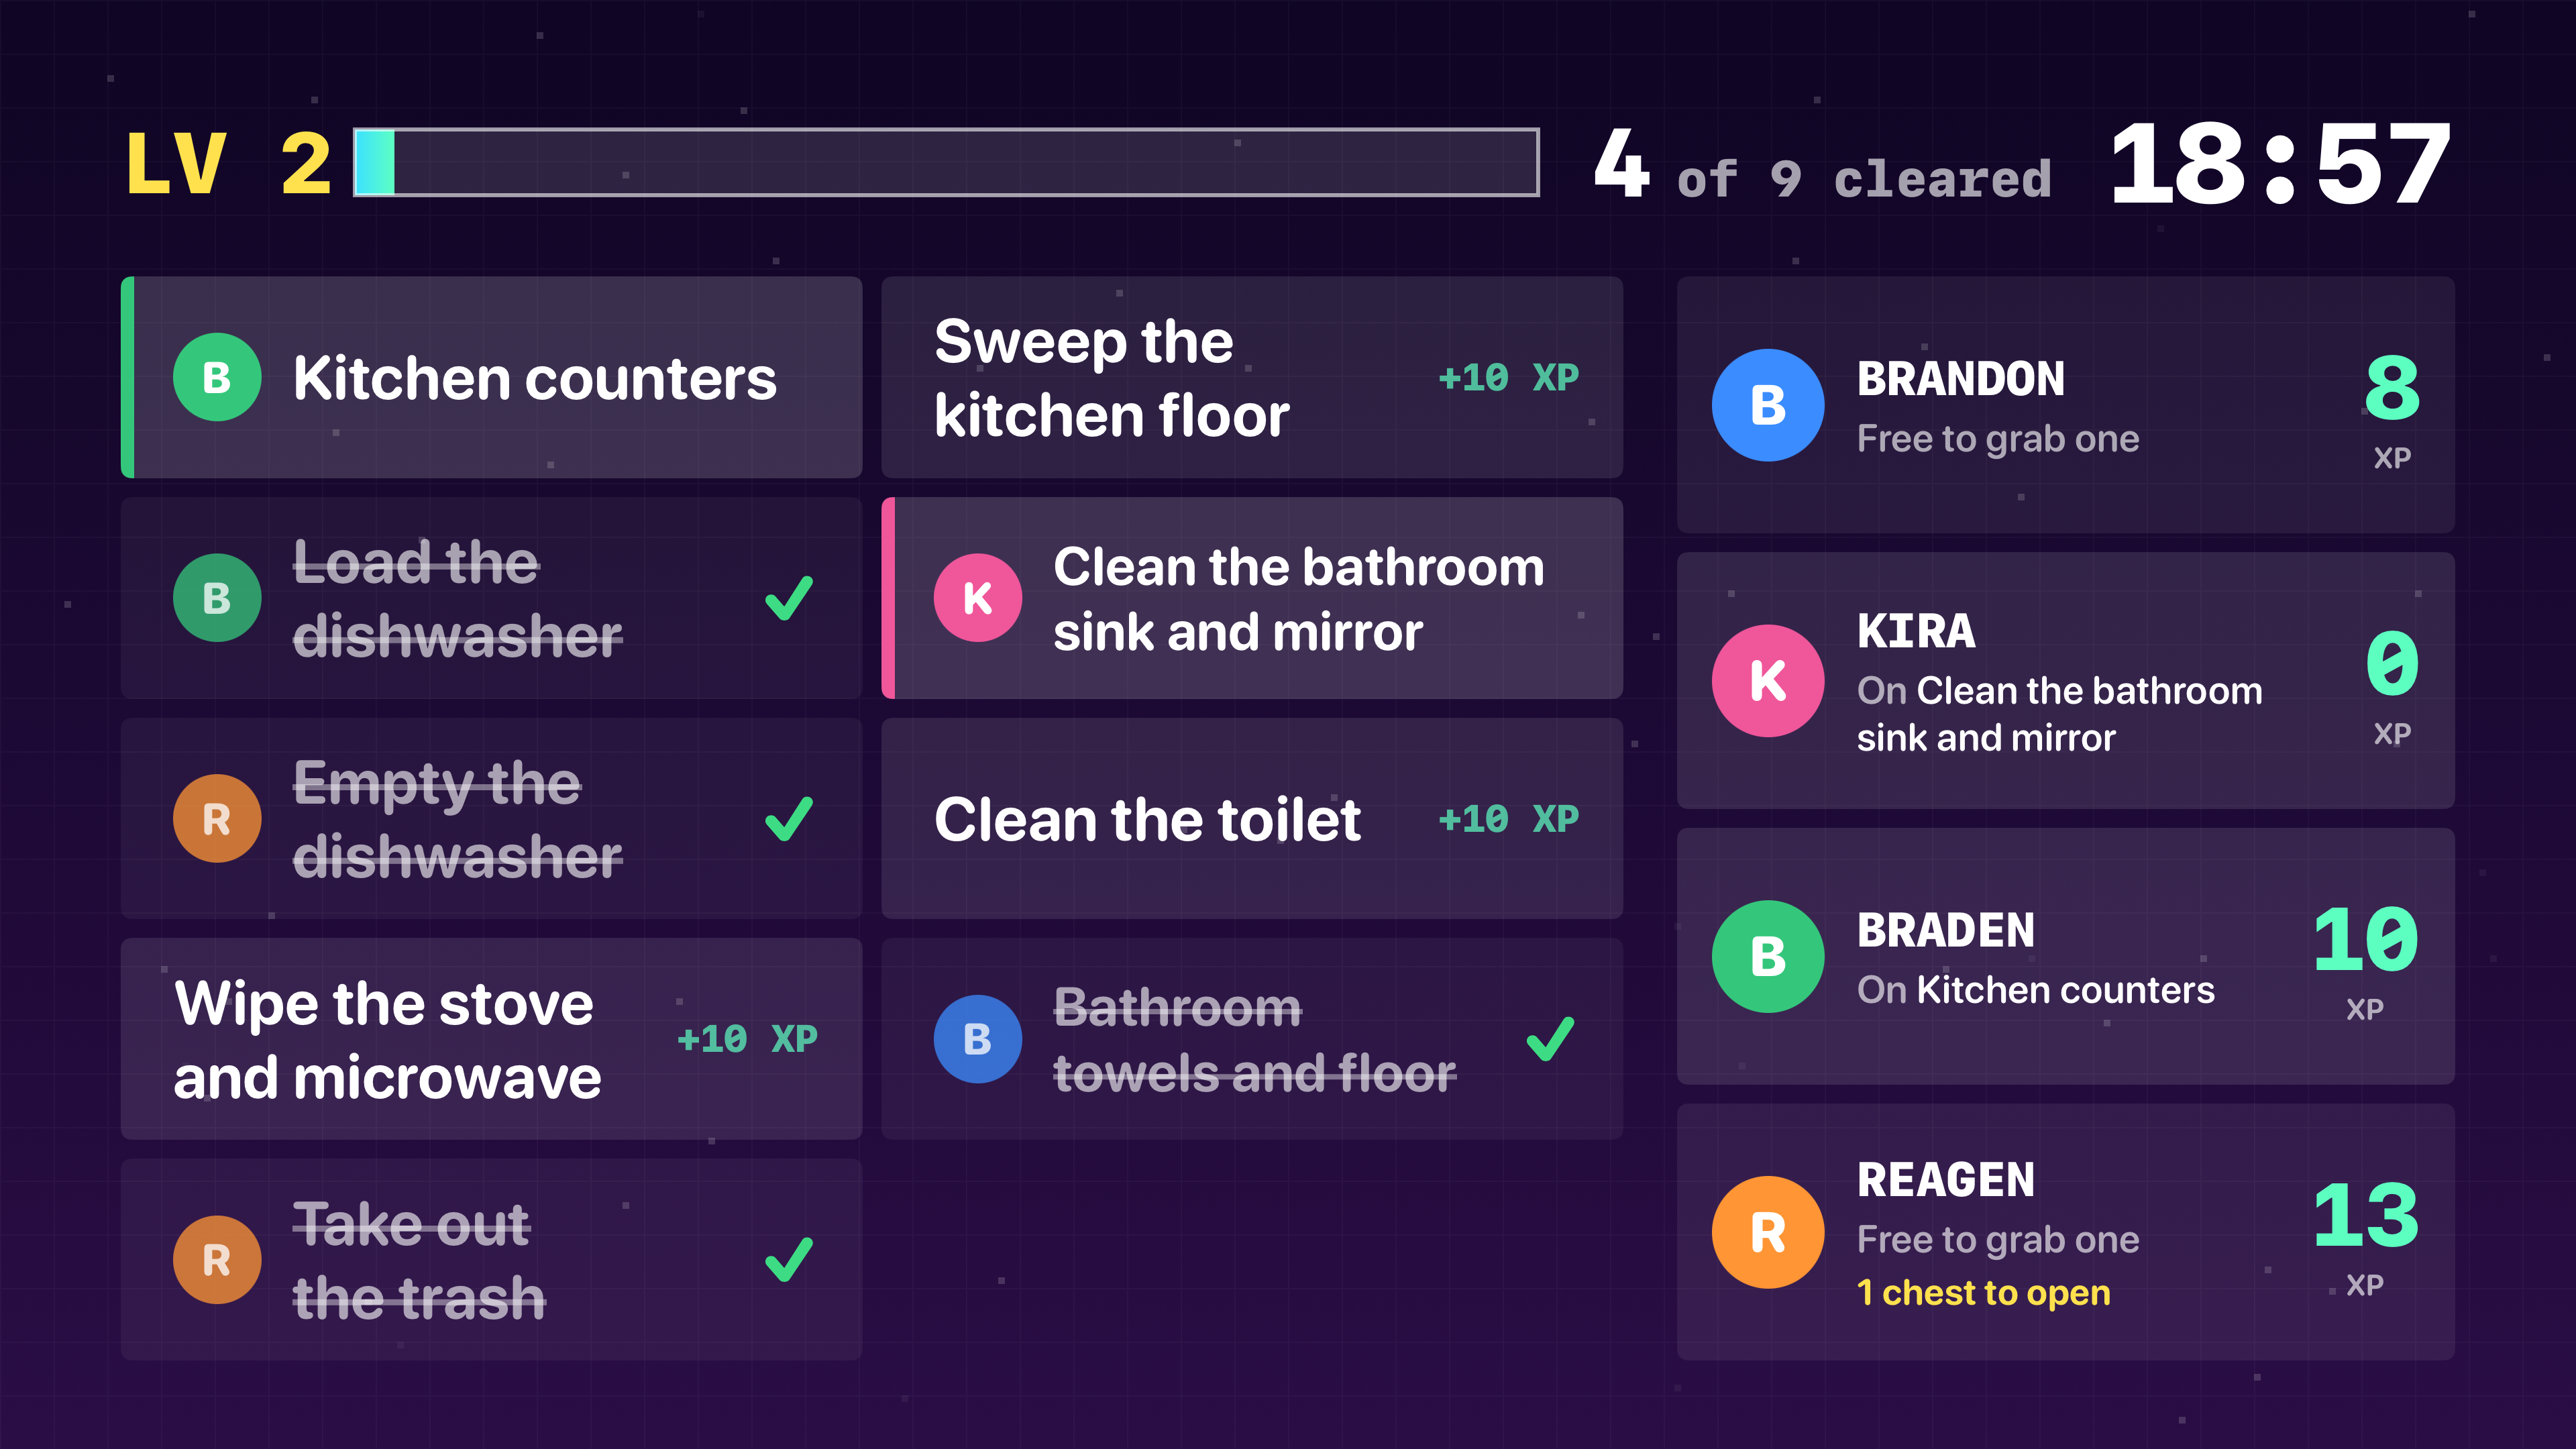 LV 2
4 of 9 cleared
18:57
B
Kitchen counters
B
Load the
dishwasher
R
Empty the
dishwasher
Wipe the stove
and microwave
+10 XP
R
Take out
the trash
Sweep the
kitchen floor
+10 XP
K
Clean the bathroom
sink and mirror
Clean the toilet
+10 XP
B
Bathroom
towels and floor
B
BRANDON
Free to grab one
8
XP
K
KIRA
On Clean the bathroom
sink and mirror
0
XP
B
BRADEN
On Kitchen counters
10
XP
R
REAGEN
Free to grab one
1 chest to open
13
XP